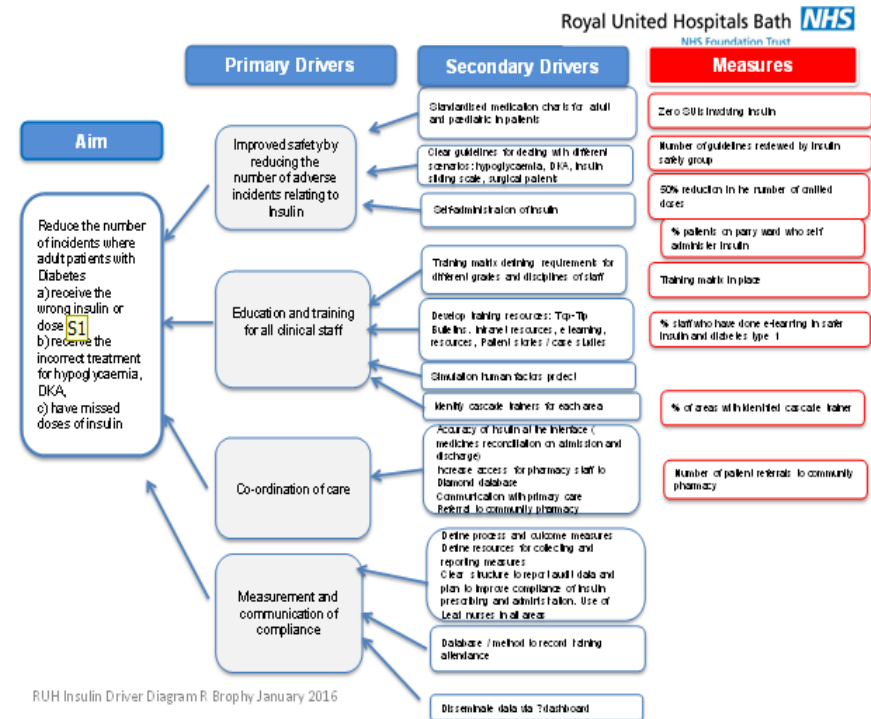 Royal United Hospitals Bath NHS
NHS Foundation Trust
Primary Drivers
Secondary Drivers
Measures
Aim
Reduce the number
of incidents where
adult patients with
Diabetes
a) receive the
wrong insulin or
dose
S1
b) receive the
incorrect treatment
for hypoglycaemia,
DKA,
c) have missed
doses of insulin
Improved safety by
reducing the
number of adverse
incidents relating to
Insulin
Education and training
for all clinical staff
Co-ordination of care
Measurement and
communication of
compliance
Standardised medication charts for adult
and paediatric in patients
Clear guidelines for dealing with different
scenarios: hypoglycaemia, DKA, insulin
sliding scale, surgical patients
Self-administration of insulin
Training matrix defining requirements for
different grades and disciplines of staff
Develop training resources: Top-Tip
Bulletins, intranet resources, e learning,
resources, Patient stories / case studies
Simulation human factors project
Identify cascade trainers for each area
Accuracy of insulin at the interface (
medicines reconciliation on admission and
discharge)
Increase access for pharmacy staff to
Diamond database
Communication with primary care
Referral to community pharmacy
Define process and outcome measures
Define resources for collecting and
reporting measures
Clear structure to report audit data and
plan to improve compliance of insulin
prescribing and administration. Use of
Lead nurses in all areas
Database / method to record training
attendance
Disseminate data via ?dashboard
Zero SUIs involving insulin
Number of guidelines reviewed by insulin
safety group
50% reduction in the number of omitted
doses
% patients on parry ward who self
administer insulin
Training matrix in place
% staff who have done e-learning in safer
insulin and diabetes type 1
% of areas with identified cascade trainer
Number of patient referrals to community
pharmacy
RUH Insulin Driver Diagram R Brophy January 2016